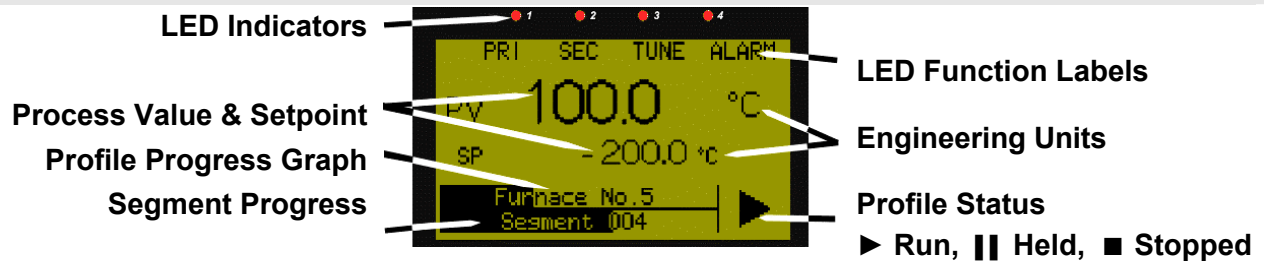 1 2 3 4
LED Indicators
PRI SEC TUNE ALARM
LED Function Labels
PV 100.0 °C
Process Value & Setpoint
Engineering Units
SP -200.0 °C
Profile Progress Graph
Furnace No.5
Segment Progress
Segment 004
Profile Status
► Run, ❚❚ Held, ■ Stopped